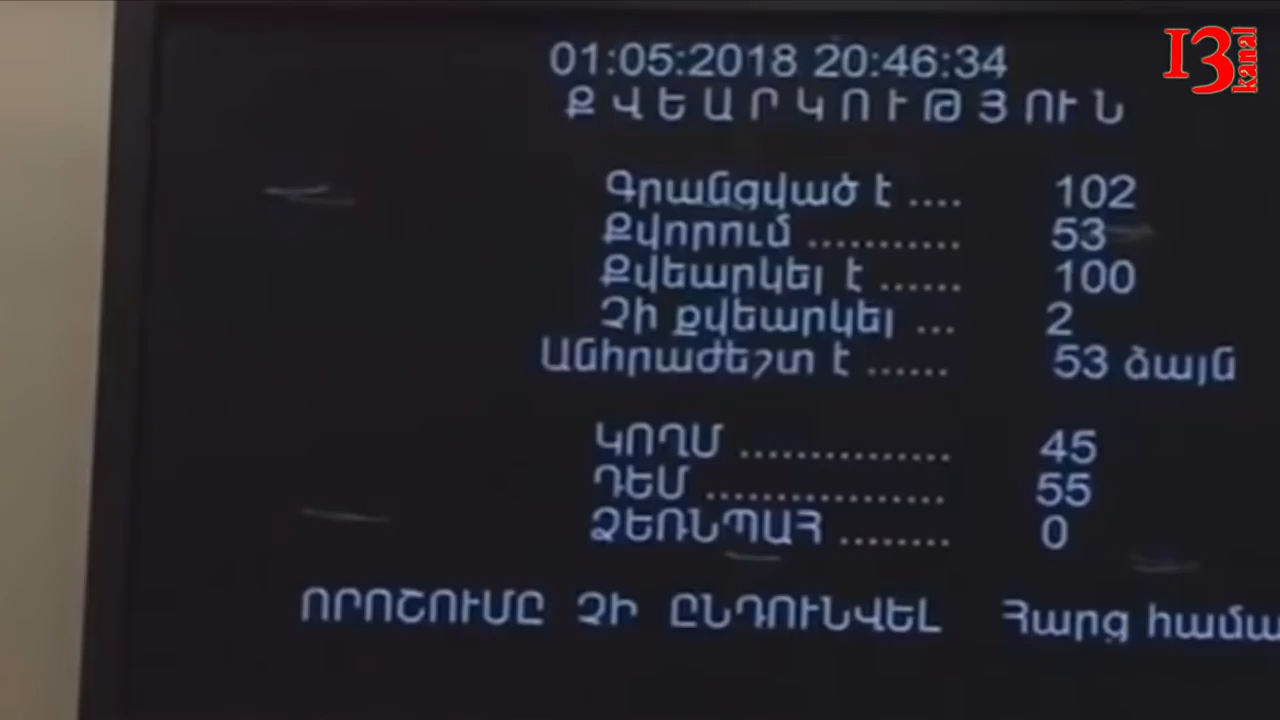 13 kanal
01:05:2018 20:46:34
ՔՎԵԱՐԿՈՒԹՅՈՒՆ
Գրանցված է .... 102
Քվորում ........... 53
Քվեարկել է ...... 100
Չի քվեարկել ... 2
Անհրաժեշտ է ...... 53 ձայն
ԿՈՂՄ ............... 45
ԴԵՄ ................. 55
ՁԵՌՆՊԱՀ ........ 0
ՈՐՈՇՈՒՄԸ ՉԻ ԸՆԴՈՒՆՎԵԼ Հարց